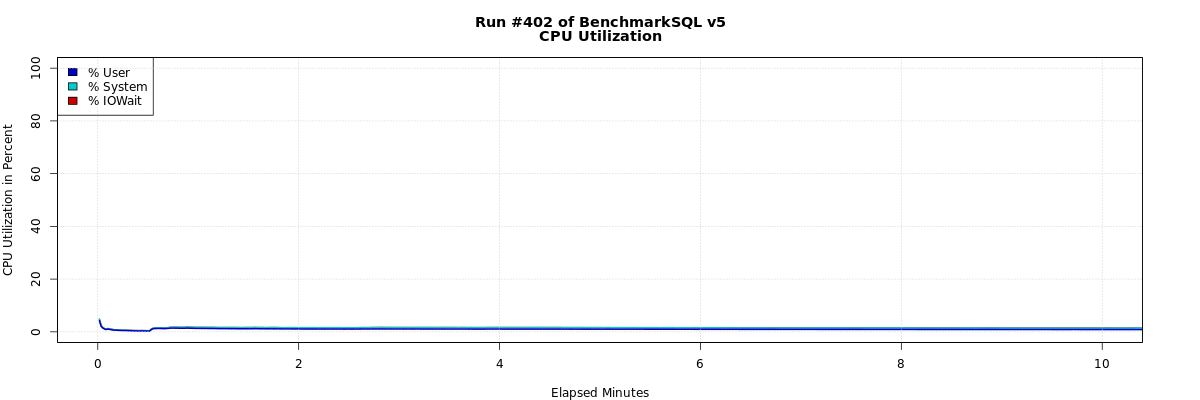 Run #402 of BenchmarkSQL v5
CPU Utilization
% User
% System
% IOWait
CPU Utilization in Percent
100
80
60
40
20
0
0 2 4 6 8 10
Elapsed Minutes